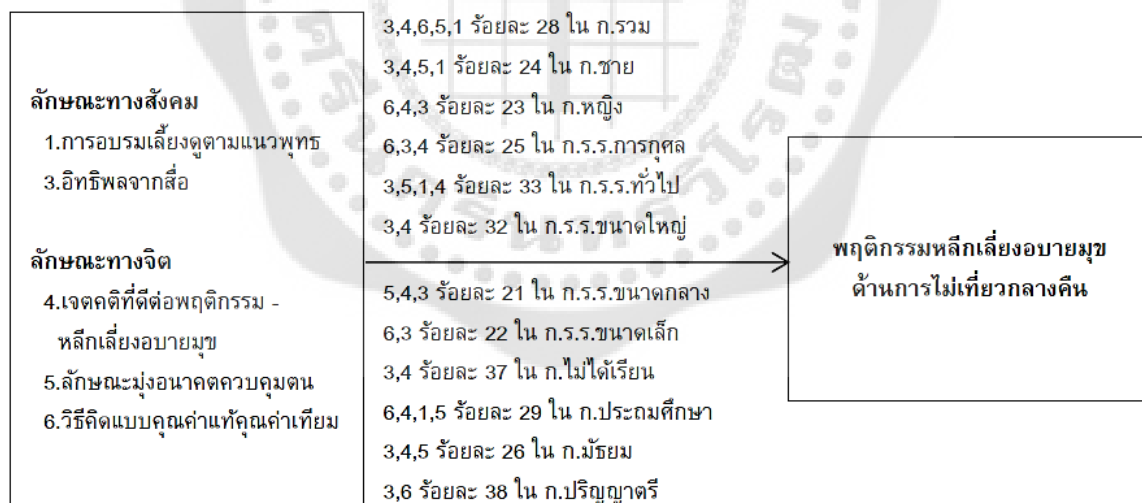 ลักษณะทางสังคม
1.การอบรมเลี้ยงดูตามแนวพุทธ
3.อิทธิพลจากสื่อ
ลักษณะทางจิต
4.เจตคติที่ดีต่อพฤติกรรม -
หลีกเลี่ยงอบายมุข
5.ลักษณะมุ่งอนาคตควบคุมตน
6.วิธีคิดแบบคุณค่าแท้คุณค่าเทียม
3,4,6,5,1 ร้อยละ 28 ใน ก.รวม
3,4,5,1 ร้อยละ 24 ใน ก.ชาย
6,4,3 ร้อยละ 23 ใน ก.หญิง
6,3,4 ร้อยละ 25 ใน ก.ร.ร.การกุศล
3,5,1,4 ร้อยละ 33 ใน ก.ร.ร.ทั่วไป
3,4 ร้อยละ 32 ใน ก.ร.ร.ขนาดใหญ่
5,4,3 ร้อยละ 21 ใน ก.ร.ร.ขนาดกลาง
6,3 ร้อยละ 22 ใน ก.ร.ร.ขนาดเล็ก
3,4 ร้อยละ 37 ใน ก.ไม่ได้เรียน
6,4,1,5 ร้อยละ 29 ใน ก.ประถมศึกษา
3,4,5 ร้อยละ 26 ใน ก.มัธยม
3,6 ร้อยละ 38 ใน ก.ปริญญาตรี
พฤติกรรมหลีกเลี่ยงอบายมุข
ด้านการไม่เที่ยวกลางคืน